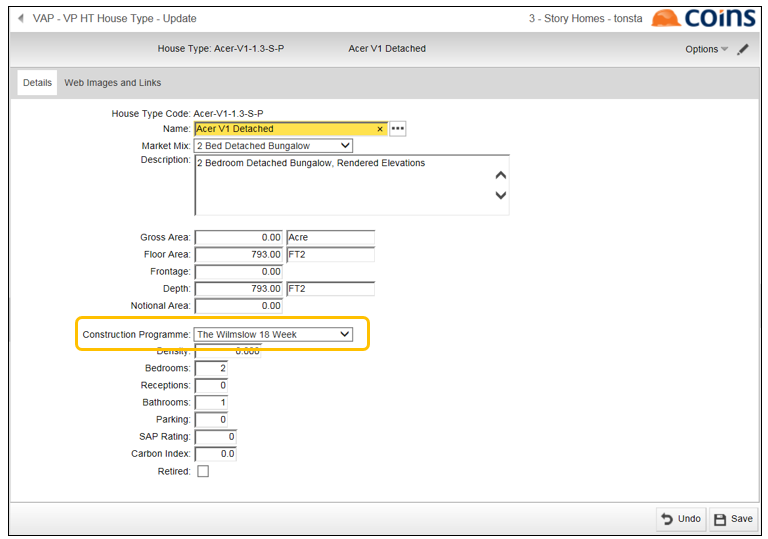 VAP - VP HT House Type - Update 3 - Story Homes - tonsta coins
House Type: Acer-V1-1.3-S-P Acer V1 Detached Options
Details Web Images and Links
House Type Code: Acer-V1-1.3-S-P
Name: Acer V1 Detached × •••
Market Mix: 2 Bed Detached Bungalow
Description: 2 Bedroom Detached Bungalow, Rendered Elevations
Gross Area: 0.00 Acre
Floor Area: 793.00 FT2
Frontage: 0.00
Depth: 793.00 FT2
Notional Area: 0.00
Construction Programme: The Wilmslow 18 Week
Density: 0.000
Bedrooms: 2
Receptions: 0
Bathrooms: 1
Parking: 0
SAP Rating: 0
Carbon Index: 0.0
Retired:
Undo Save